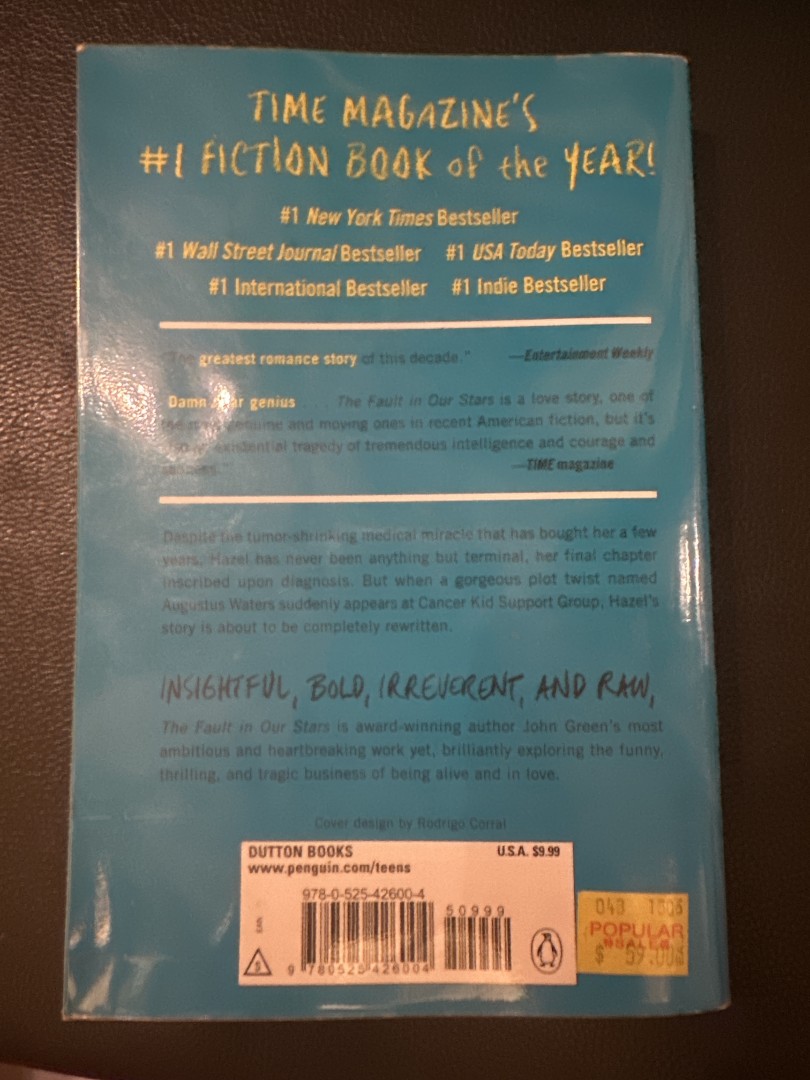 TIME MAGAZINE'S
#1 FICTION BOOK of the YEAR!
#1 New York Times Bestseller
#1 Wall Street Journal Bestseller #1 USA Today Bestseller
#1 International Bestseller #1 Indie Bestseller
greatest romance story of this decade." —Entertainment Weekly
Damn genius . . . The Fault in Our Stars is a love story, one of
genuine and moving ones in recent American fiction, but it's
existential tragedy of tremendous intelligence and courage and
—TIME magazine
Despite the tumor-shrinking medical miracle that has bought her a few
years, Hazel has never been anything but terminal, her final chapter
inscribed upon diagnosis. But when a gorgeous plot twist named
Augustus Waters suddenly appears at Cancer Kid Support Group, Hazel's
story is about to be completely rewritten.
INSIGHTFUL, BOLD, IRREVERENT, AND RAW,
The Fault in Our Stars is award-winning author John Green's most
ambitious and heartbreaking work yet, brilliantly exploring the funny,
thrilling, and tragic business of being alive and in love.
Cover design by Rodrigo Corral
DUTTON BOOKS U.S.A. $9.99
www.penguin.com/teens
978-0-525-42600-4
50999
EAN
S
9 780525 426004
043
POPULAR
$ 59.00